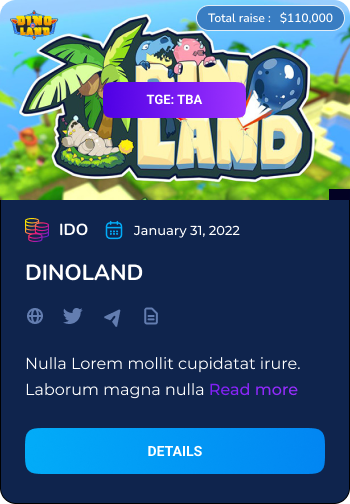 DINO
LAND
Total raise : $110,000
DINO
LAND
TGE: TBA
IDO
January 31, 2022
DINOLAND
Nulla Lorem mollit cupidatat irure.
Laborum magna nulla Read more
DETAILS